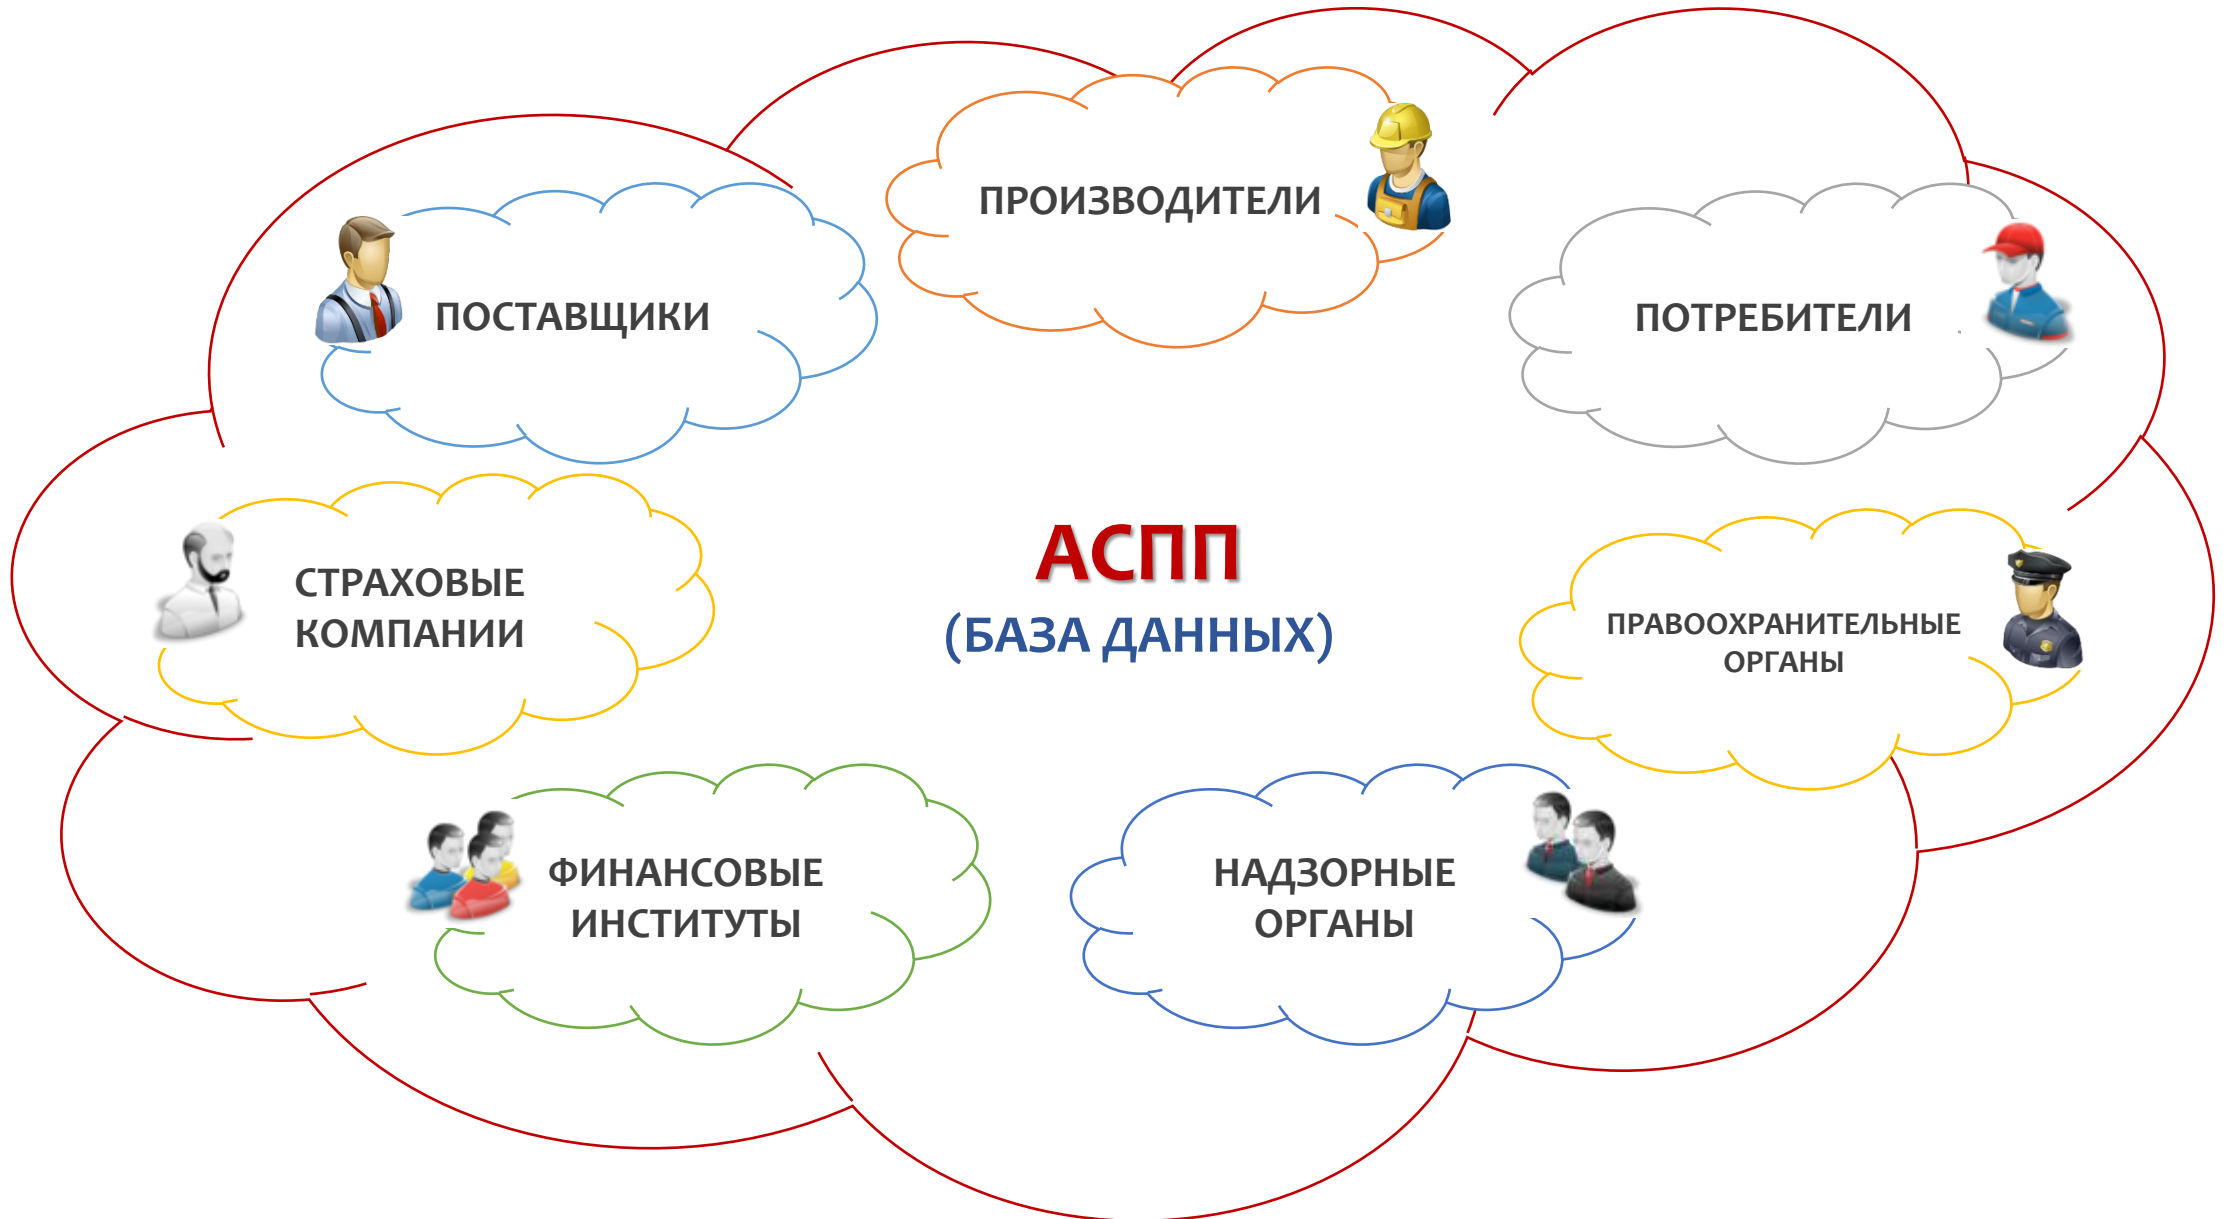 ПРОИЗВОДИТЕЛИ
ПОСТАВЩИКИ
ПОТРЕБИТЕЛИ
АСПП
(БАЗА ДАННЫХ)
СТРАХОВЫЕ
КОМПАНИИ
ПРАВООХРАНИТЕЛЬНЫЕ
ОРГАНЫ
ФИНАНСОВЫЕ
ИНСТИТУТЫ
НАДЗОРНЫЕ
ОРГАНЫ